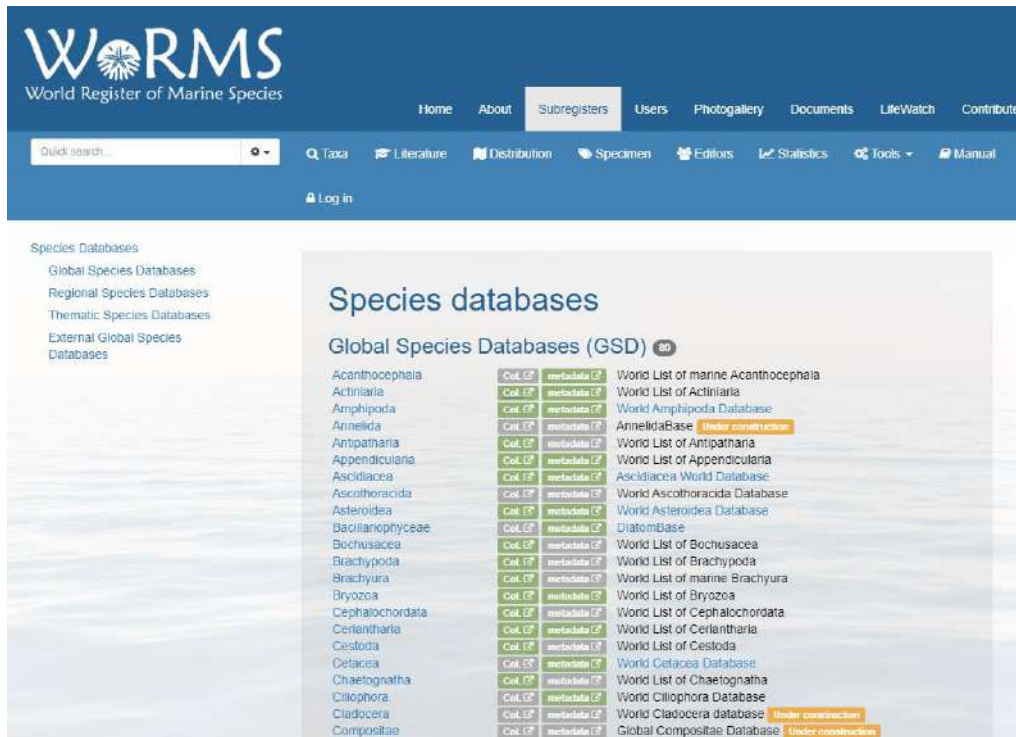 WoRMS
World Register of Marine Species
Home About Subregisters Users Photogallery Documents LifeWatch Contribute
Quick search...
Taxa Literature Distribution Specimen Editors Statistics Tools Manual
Log in
Species Databases
Global Species Databases
Regional Species Databases
Thematic Species Databases
External Global Species
Databases
Species databases
Global Species Databases (GSD) 80
Acanthocephala CoL metadata World List of marine Acanthocephala
Actiniaria CoL metadata World List of Actiniaria
Amphipoda CoL metadata World Amphipoda Database
Annelida CoL metadata AnnelidaBase Under construction
Antipatharia CoL metadata World List of Antipatharia
Appendicularia CoL metadata World List of Appendicularia
Ascidiacea CoL metadata Ascidiacea World Database
Ascothoracida CoL metadata World Ascothoracida Database
Asteroidea CoL metadata World Asteroidea Database
Bacillariophyceae CoL metadata DiatomBase
Bochusacea CoL metadata World List of Bochusacea
Brachypoda CoL metadata World List of Brachypoda
Brachyura CoL metadata World List of marine Brachyura
Bryozoa CoL metadata World List of Bryozoa
Cephalochordata CoL metadata World List of Cephalochordata
Ceriantharia CoL metadata World List of Ceriantharia
Cestoda CoL metadata World List of Cestoda
Cetacea CoL metadata World Cetacea Database
Chaetognatha CoL metadata World List of Chaetognatha
Ciliophora CoL metadata World Ciliophora Database
Cladocera CoL metadata World Cladocera database Under construction
Compositae CoL metadata Global Compositae Database Under construction